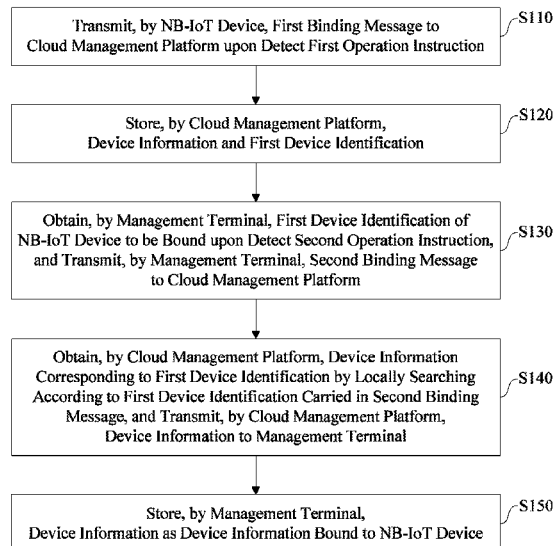 Transmit, by NB-IoT Device, First Binding Message to
Cloud Management Platform upon Detect First Operation Instruction
S110
Store, by Cloud Management Platform,
Device Information and First Device Identification
S120
Obtain, by Management Terminal, First Device Identification of
NB-IoT Device to be Bound upon Detect Second Operation Instruction,
and Transmit, by Management Terminal, Second Binding Message
to Cloud Management Platform
S130
Obtain, by Cloud Management Platform, Device Information
Corresponding to First Device Identification by Locally Searching
According to First Device Identification Carried in Second Binding
Message, and Transmit, by Cloud Management Platform,
Device Information to Management Terminal
S140
Store, by Management Terminal,
Device Information as Device Information Bound to NB-IoT Device
S150